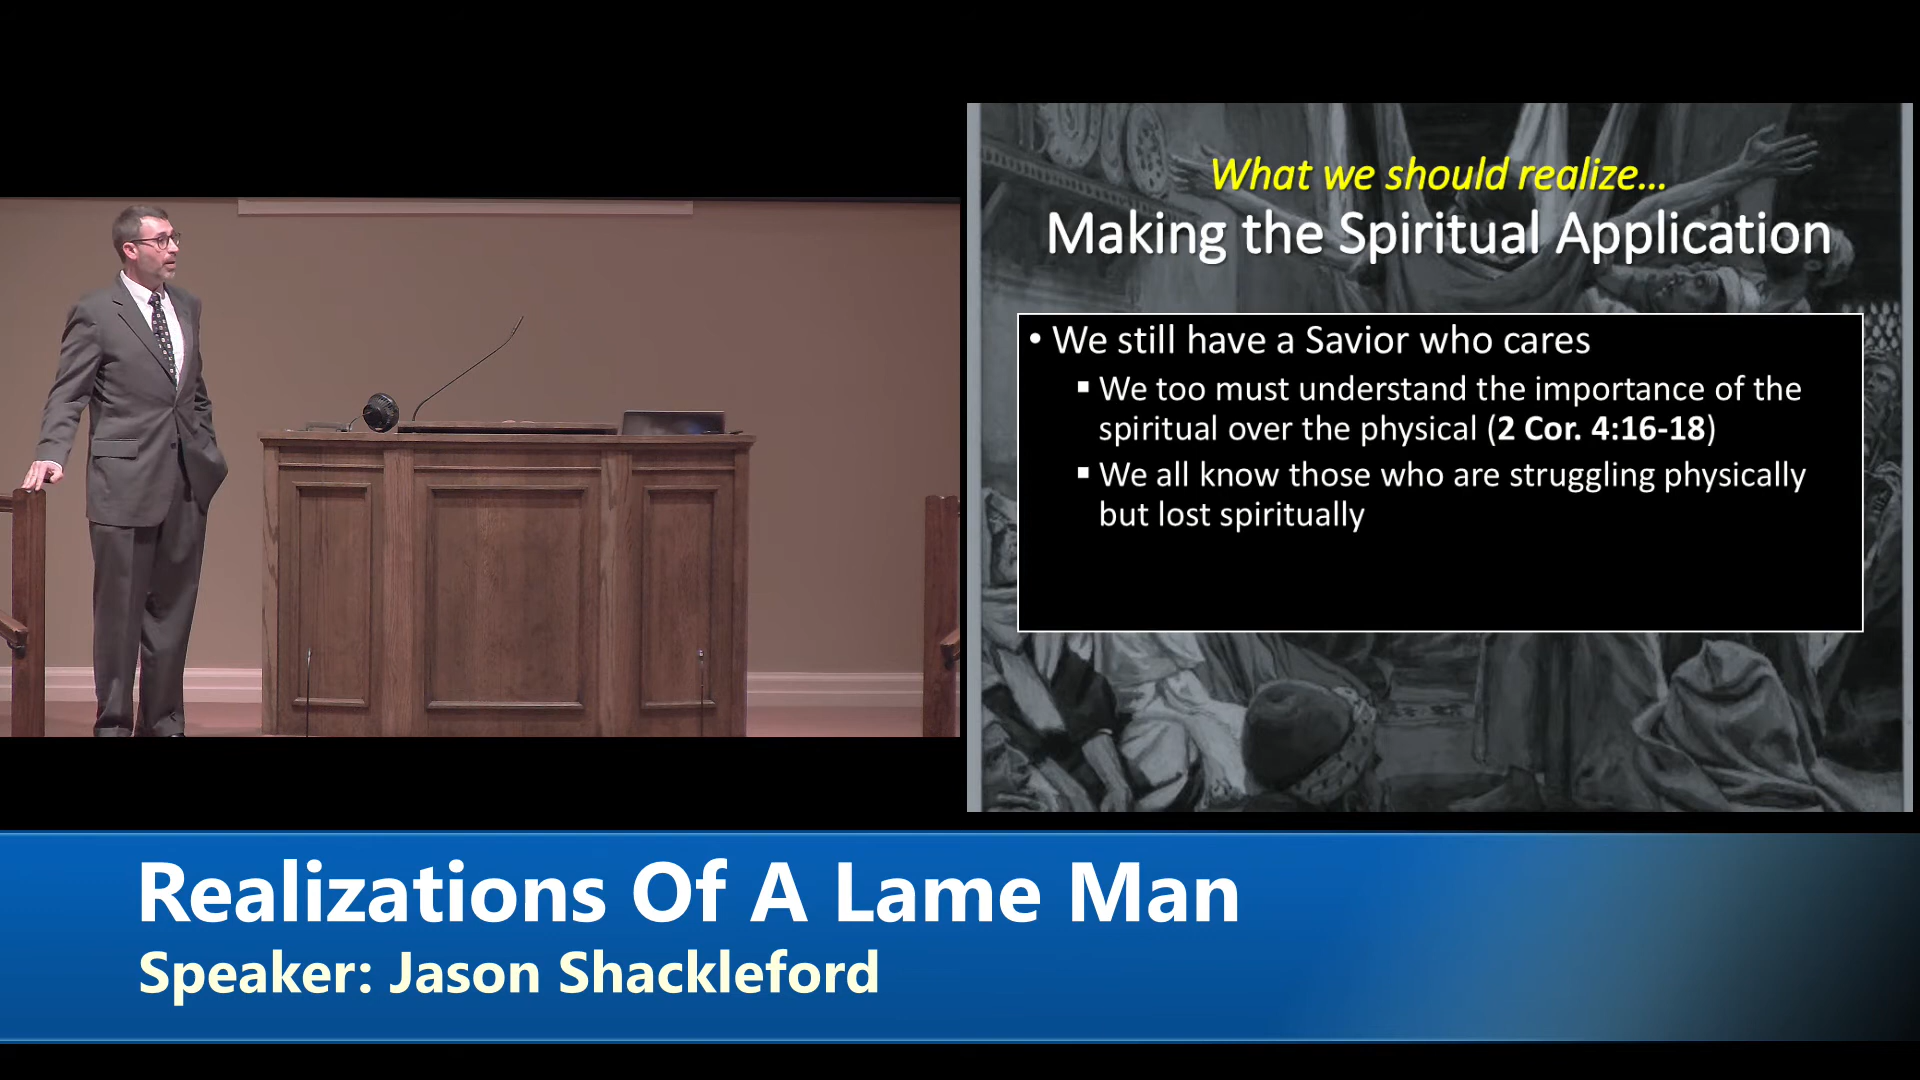 What we should realize...
Making the Spiritual Application
• We still have a Savior who cares
▪ We too must understand the importance of the
spiritual over the physical (2 Cor. 4:16-18)
▪ We all know those who are struggling physically
but lost spiritually
Realizations Of A Lame Man
Speaker: Jason Shackleford